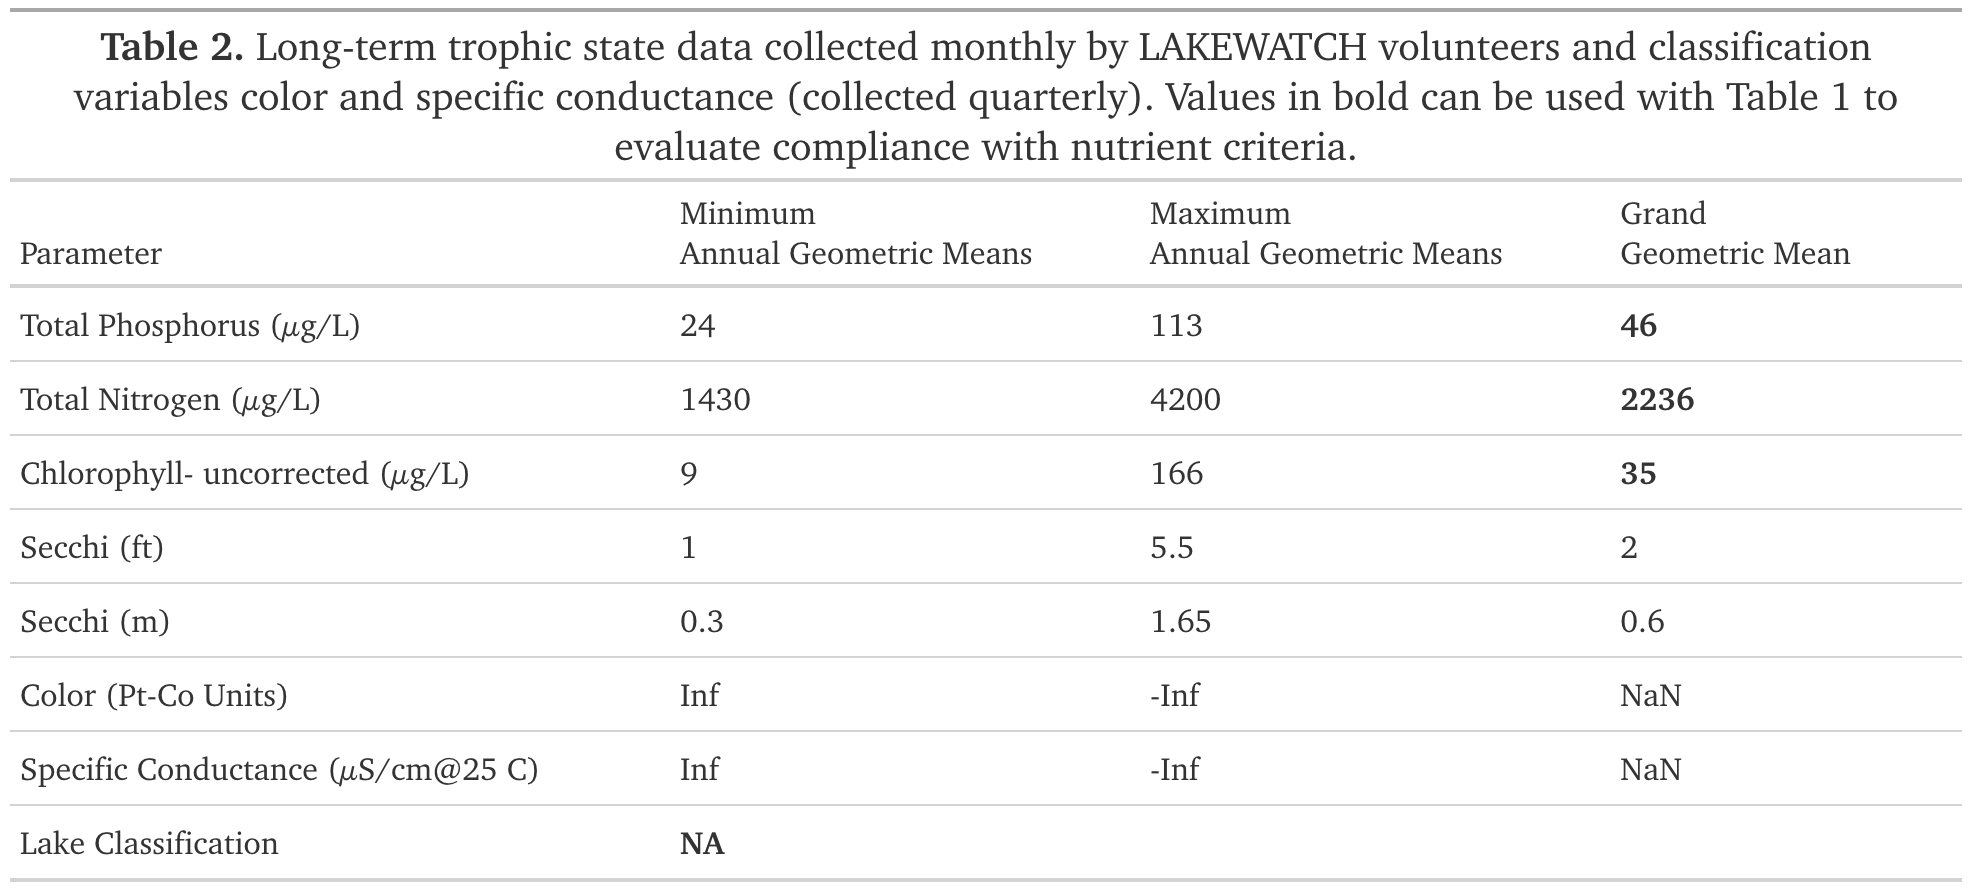 Table 2. Long-term trophic state data collected monthly by LAKEWATCH volunteers and classification
variables color and specific conductance (collected quarterly). Values in bold can be used with Table 1 to
evaluate compliance with nutrient criteria.
Minimum Maximum Grand
Parameter Annual Geometric Means Annual Geometric Means Geometric Mean
Total Phosphorus (μg/L) 24 113 46
Total Nitrogen (μg/L) 1430 4200 2236
Chlorophyll- uncorrected (μg/L) 9 166 35
Secchi (ft) 1 5.5 2
Secchi (m) 0.3 1.65 0.6
Color (Pt-Co Units) Inf -Inf NaN
Specific Conductance (μS/cm@25 C) Inf -Inf NaN
Lake Classification NA